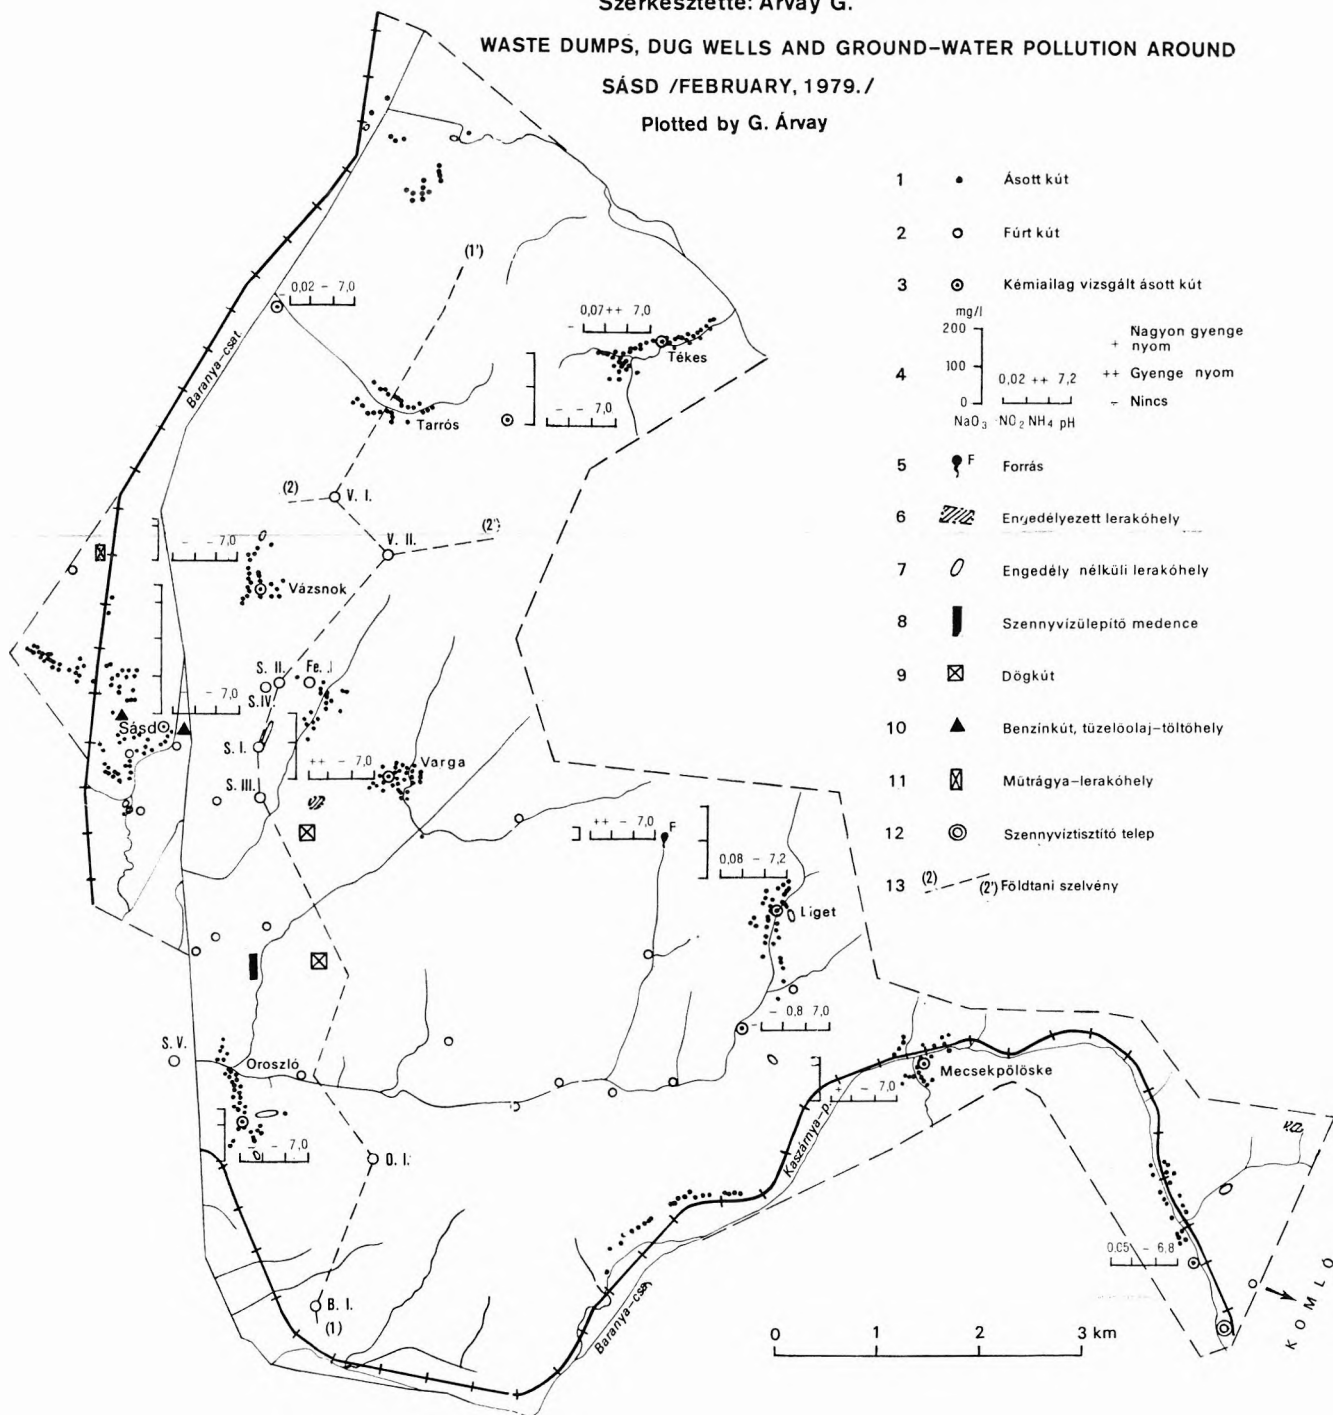 Szerkesztette: Árvay G.
WASTE DUMPS, DUG WELLS AND GROUND-WATER POLLUTION AROUND
SÁSD /FEBRUARY, 1979./
Plotted by G. Árvay
1 Ásott kút
2 Fúrt kút
3 Kémiailag vizsgált ásott kút
mg/l
200
100
0
4
0,02 ++ 7,2
NaO₃ NO₂ NH₄ pH
+ Nagyon gyenge
nyom
++ Gyenge nyom
- Nincs
5 F Forrás
6 Engedélyezett lerakóhely
7 Engedély nélküli lerakóhely
8 Szennyvízülepítő medence
9 Dögkút
10 Benzínkút, tüzelőolaj-töltőhely
11 Mütrágya-lerakóhely
12 Szennyvíztisztító telep
13 (2) (2') Földtani szelvény
(1')
- 0,02 - 7,0
Baranya-csat.
0,07 ++ 7,0
-
Tékes
Tarrós
- - 7,0
(2)
V. I.
V. II.
(2')
- - 7,0
Vázsnok
S. II.
Fe. I
S. IV.
- - 7,0
Sásd
S. I.
++ - 7,0
Varga
S. III.
++ - 7,0
F
0,08 - 7,2
Liget
- - 0,8 7,0
S. V.
Oroszló
+ - 7,0
Mecsekpölöske
Kaszárnya-p.
- - 7,0
O. I.
B. I.
(1)
Baranya-csa
0,05 - 6,8
KOMLÓ
0 1 2 3 km